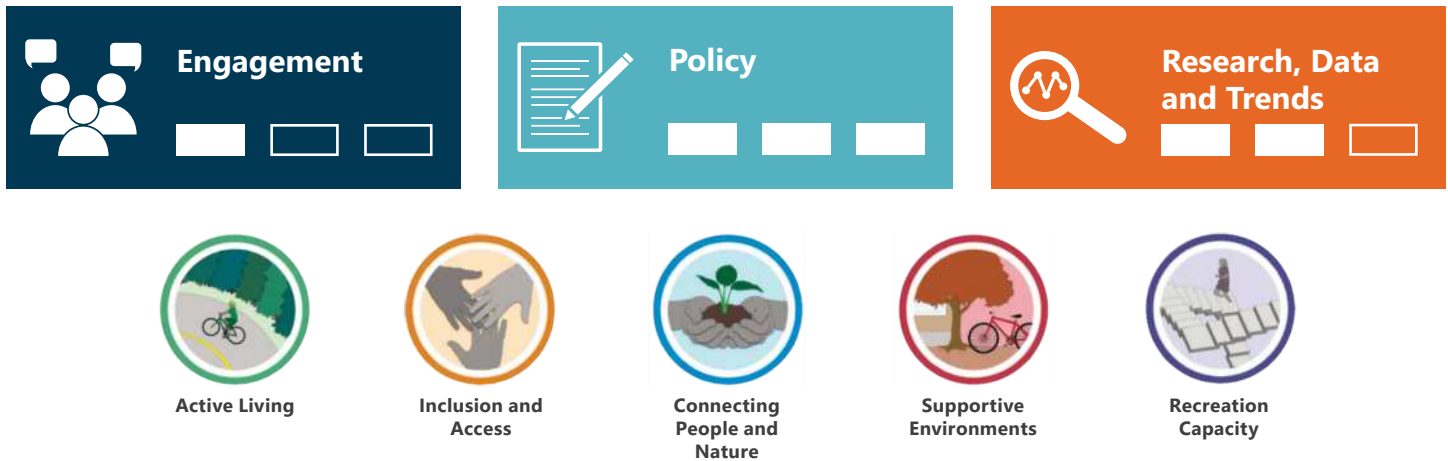 Engagement
Policy
Research, Data
and Trends
Active Living
Inclusion and
Access
Connecting
People and
Nature
Supportive
Environments
Recreation
Capacity